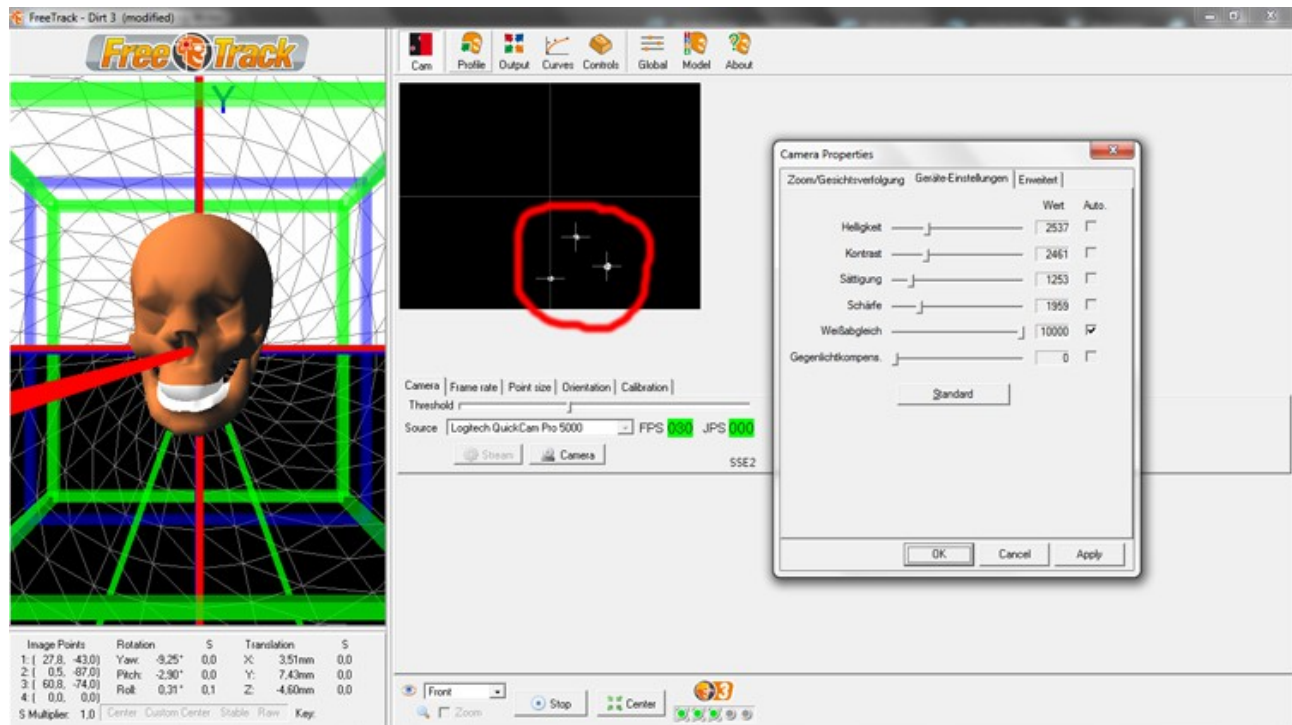 FreeTrack - Dirt 3 (modified)
Free Track
Cam Profile Output Curves Controls Global Model About
Y
Camera Properties
Zoom/Gesichtsverfolgung Geräte-Einstellungen Erweitert
Wert Auto.
Helligkeit 2537
Kontrast 2461
Sättigung 1253
Schärfe 1959
Weißabgleich 10000
Gegenlichtkompens. 0
Standard
OK Cancel Apply
Camera Frame rate Point size Orientation Calibration
Threshold
Source Logitech QuickCam Pro 5000 FPS 030 JPS 000
Stream Camera
SSE2
Image Points Rotation S Translation S
1: ( 27,8, -43,0) Yaw: -9,25° 0,0 X: 3,51mm 0,0
2: ( 0,5, -87,0) Pitch: -2,90° 0,0 Y: 7,43mm 0,0
3: ( 60,8, -74,0) Roll: 0,31° 0,1 Z: -4,60mm 0,0
4: ( 0,0, 0,0)
S Multiplier: 1,0 Center Custom Center Stable Raw Key:
Front
Zoom
Stop Center
3